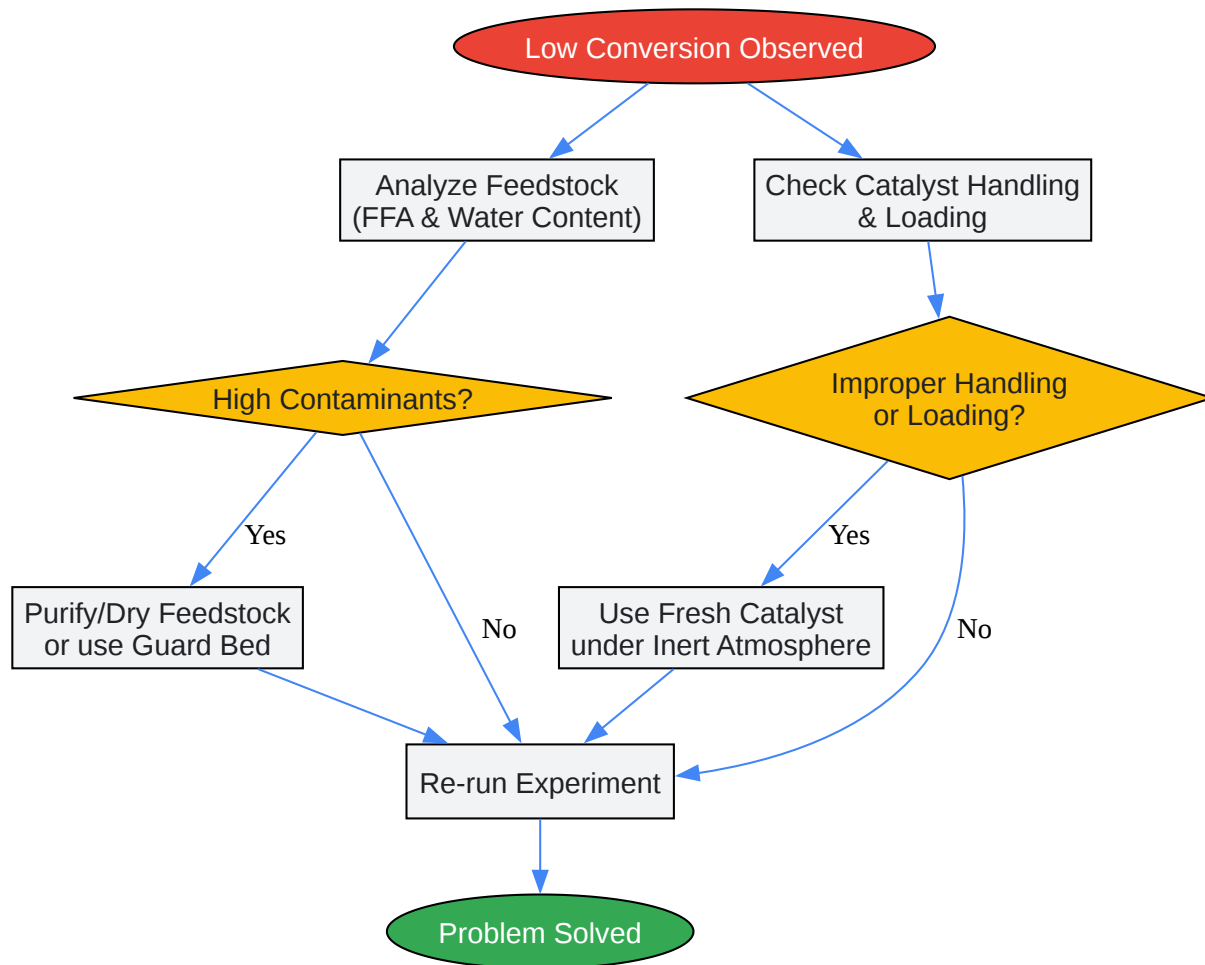 Low Conversion Observed
Analyze Feedstock
(FFA & Water Content)
Check Catalyst Handling
& Loading
High Contaminants?
Improper Handling
or Loading?
Yes
Yes
Purify/Dry Feedstock
or use Guard Bed
No
Use Fresh Catalyst
under Inert Atmosphere
No
Re-run Experiment
Problem Solved